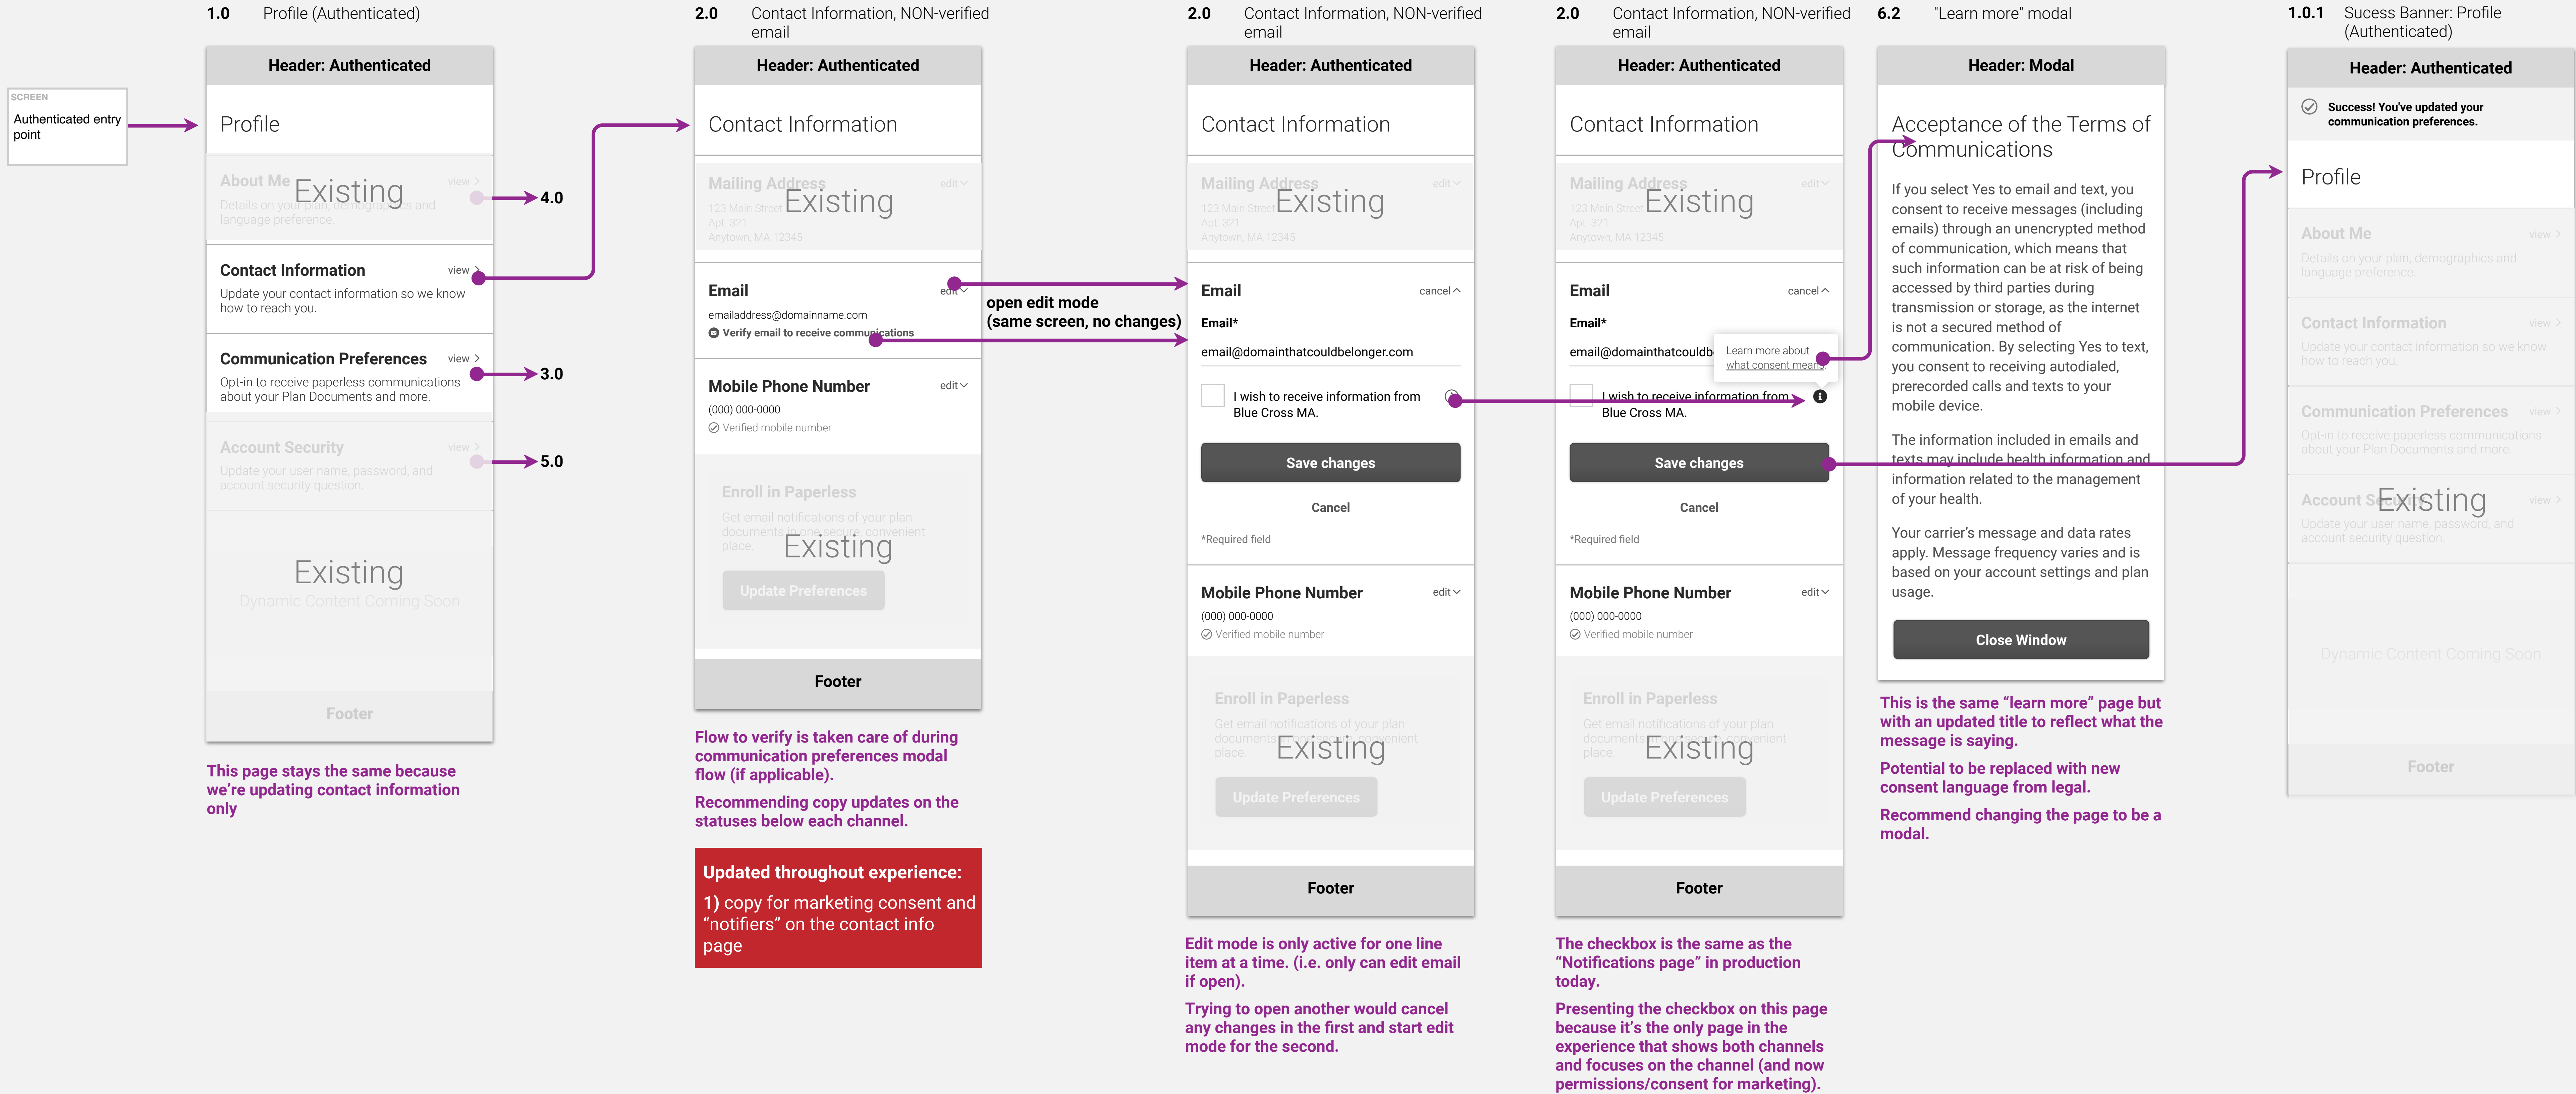 1.0 Profile (Authenticated)
SCREEN
Authenticated entry
point
Header: Authenticated
Profile
About Me
view
Existing
Details on your plan, demographics and
language preference.
4.0
Contact Information
view
Update your contact information so we know
how to reach you.
Communication Preferences
view
Opt-in to receive paperless communications
about your Plan Documents and more.
3.0
Account Security
view
Update your user name, password, and
account security question.
5.0
Existing
Dynamic Content Coming Soon
Footer
This page stays the same because
we're updating contact information
only
2.0 Contact Information, NON-verified
email
Header: Authenticated
Contact Information
Mailing Address
edit
Existing
123 Main Street
Apt. 321
Anytown, MA 12345
Email
edit
emailaddress@domainname.com
Verify email to receive communications
open edit mode
(same screen, no changes)
Mobile Phone Number
edit
(000) 000-0000
Verified mobile number
Enroll in Paperless
Get email notifications of your plan
documents in one secure, convenient
place.
Existing
Update Preferences
Footer
Flow to verify is taken care of during
communication preferences modal
flow (if applicable).
Recommending copy updates on the
statuses below each channel.
Updated throughout experience:
1) copy for marketing consent and
“notifiers” on the contact info
page
2.0 Contact Information, NON-verified
email
Header: Authenticated
Contact Information
Mailing Address
edit
Existing
123 Main Street
Apt. 321
Anytown, MA 12345
Email
cancel
Email*
email@domainthatcouldbelonger.com
I wish to receive information from
Blue Cross MA.
Save changes
Cancel
*Required field
Mobile Phone Number
edit
(000) 000-0000
Verified mobile number
Enroll in Paperless
Get email notifications of your plan
documents in one secure, convenient
place.
Existing
Update Preferences
Footer
Edit mode is only active for one line
item at a time. (i.e. only can edit email
if open).
Trying to open another would cancel
any changes in the first and start edit
mode for the second.
2.0 Contact Information, NON-verified
email
Header: Authenticated
Contact Information
Mailing Address
edit
Existing
123 Main Street
Apt. 321
Anytown, MA 12345
Email
cancel
Email*
email@domainthatcouldb
Learn more about
what consent means.
I wish to receive information from
Blue Cross MA.
Save changes
Cancel
*Required field
Mobile Phone Number
edit
(000) 000-0000
Verified mobile number
Enroll in Paperless
Get email notifications of your plan
documents in one secure, convenient
place.
Existing
Update Preferences
Footer
The checkbox is the same as the
“Notifications page” in production
today.
Presenting the checkbox on this page
because it's the only page in the
experience that shows both channels
and focuses on the channel (and now
permissions/consent for marketing).
6.2 "Learn more" modal
Header: Modal
Acceptance of the Terms of
Communications
If you select Yes to email and text, you
consent to receive messages (including
emails) through an unencrypted method
of communication, which means that
such information can be at risk of being
accessed by third parties during
transmission or storage, as the internet
is not a secured method of
communication. By selecting Yes to text,
you consent to receiving autodialed,
prerecorded calls and texts to your
mobile device.
The information included in emails and
texts may include health information and
information related to the management
of your health.
Your carrier’s message and data rates
apply. Message frequency varies and is
based on your account settings and plan
usage.
Close Window
This is the same “learn more” page but
with an updated title to reflect what the
message is saying.
Potential to be replaced with new
consent language from legal.
Recommend changing the page to be a
modal.
1.0.1 Sucess Banner: Profile
(Authenticated)
Header: Authenticated
Success! You've updated your
communication preferences.
Profile
About Me
view
Details on your plan, demographics and
language preference.
Contact Information
view
Update your contact information so we know
how to reach you.
Communication Preferences
view
Opt-in to receive paperless communications
about your Plan Documents and more
Account Security
view
Existing
Update your user name, password, and
account security question.
Dynamic Content Coming Soon
Footer